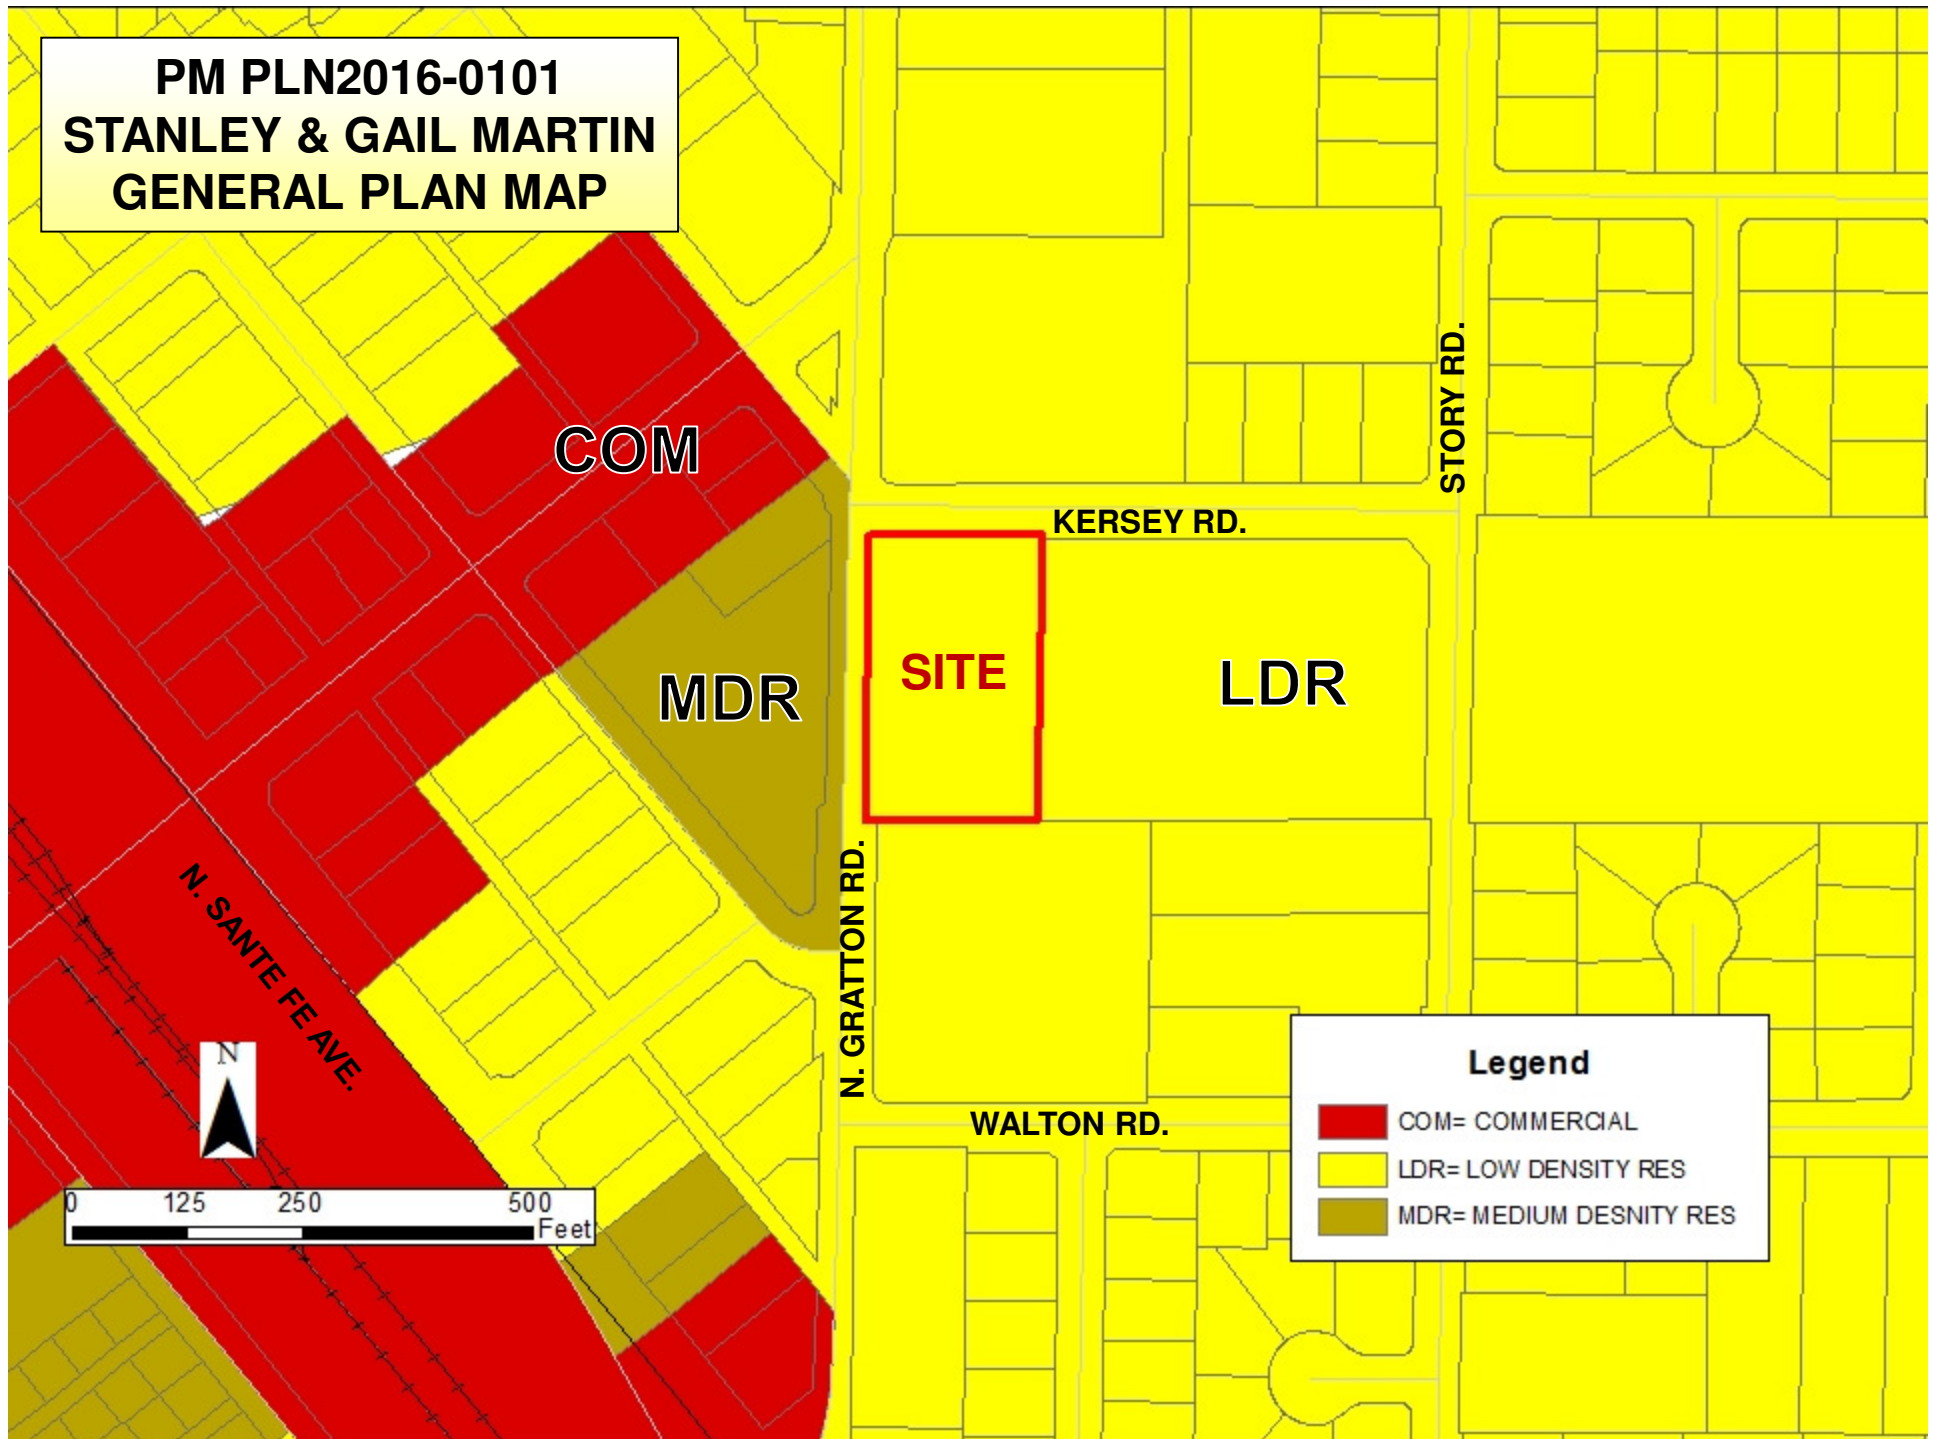 PM PLN2016-0101
STANLEY & GAIL MARTIN
GENERAL PLAN MAP
COM
STORY RD.
KERSEY RD.
SITE
MDR
LDR
N. GRATTON RD.
N. SANTE FE AVE.
WALTON RD.
N
0 125 250 500
Feet
Legend
COM= COMMERCIAL
LDR= LOW DENSITY RES
MDR= MEDIUM DESNITY RES